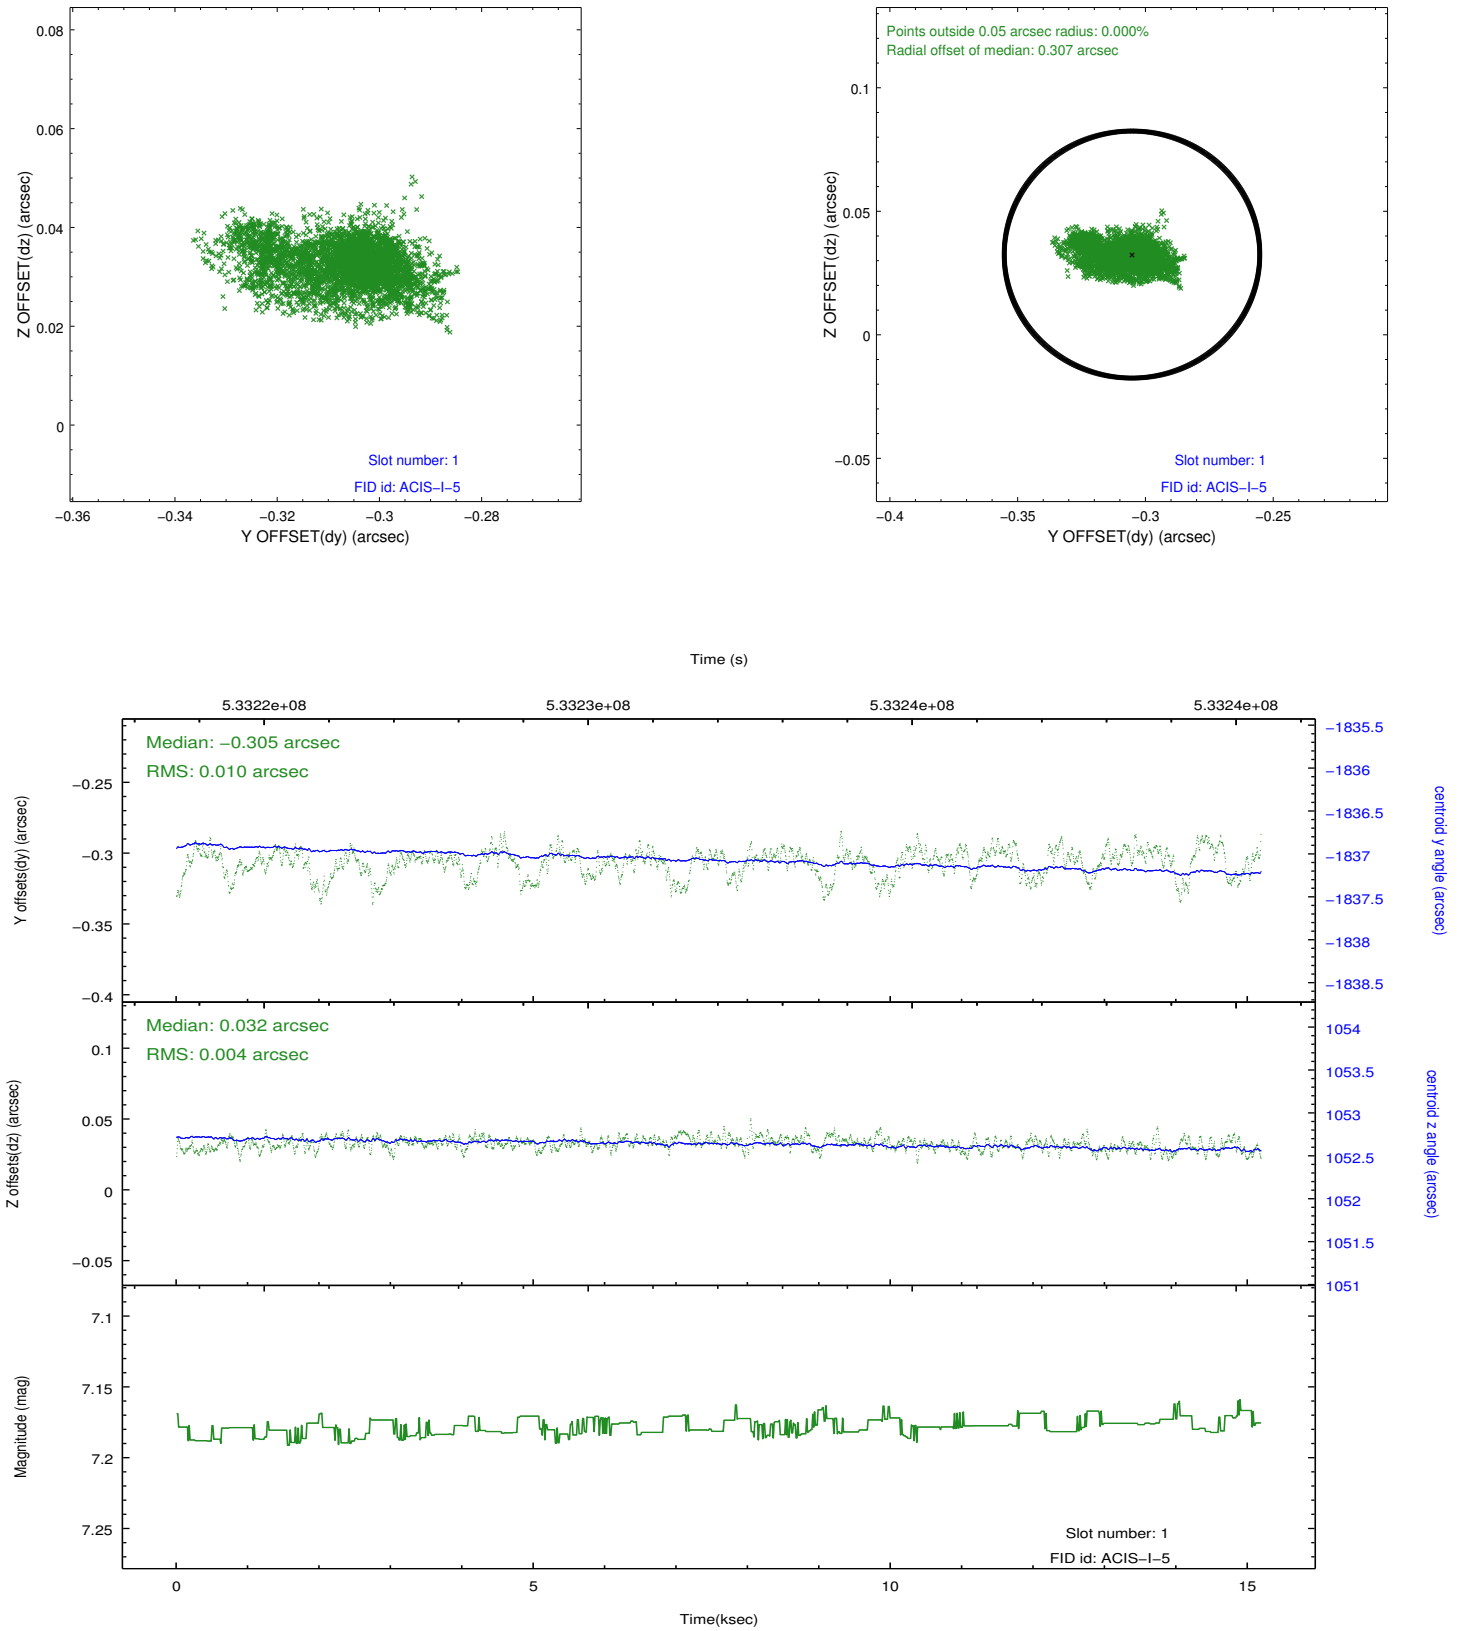 Points outside 0.05 arcsec radius: 0.000%
Radial offset of median: 0.307 arcsec
0.08
0.06
0.04
0.02
0
Z OFFSET(dz) (arcsec)
Slot number: 1
FID id: ACIS−I−5
−0.36 −0.34 −0.32 −0.3 −0.28
Y OFFSET(dy) (arcsec)
0.1
0.05
0
−0.05
Z OFFSET(dz) (arcsec)
Slot number: 1
FID id: ACIS−I−5
−0.4 −0.35 −0.3 −0.25
Y OFFSET(dy) (arcsec)
Time (s)
5.3322e+08 5.3323e+08 5.3324e+08 5.3324e+08
Median: −0.305 arcsec
RMS: 0.010 arcsec
−0.25
−0.3
−0.35
−0.4
Y offsets(dy) (arcsec)
−1835.5
−1836
−1836.5
−1837
−1837.5
−1838
−1838.5
centroid y angle (arcsec)
Median: 0.032 arcsec
RMS: 0.004 arcsec
0.1
0.05
0
−0.05
Z offsets(dz) (arcsec)
1054
1053.5
1053
1052.5
1052
1051.5
1051
centroid z angle (arcsec)
7.1
7.15
7.2
7.25
Magnitude (mag)
Slot number: 1
FID id: ACIS−I−5
0 5 10 15
Time(ksec)